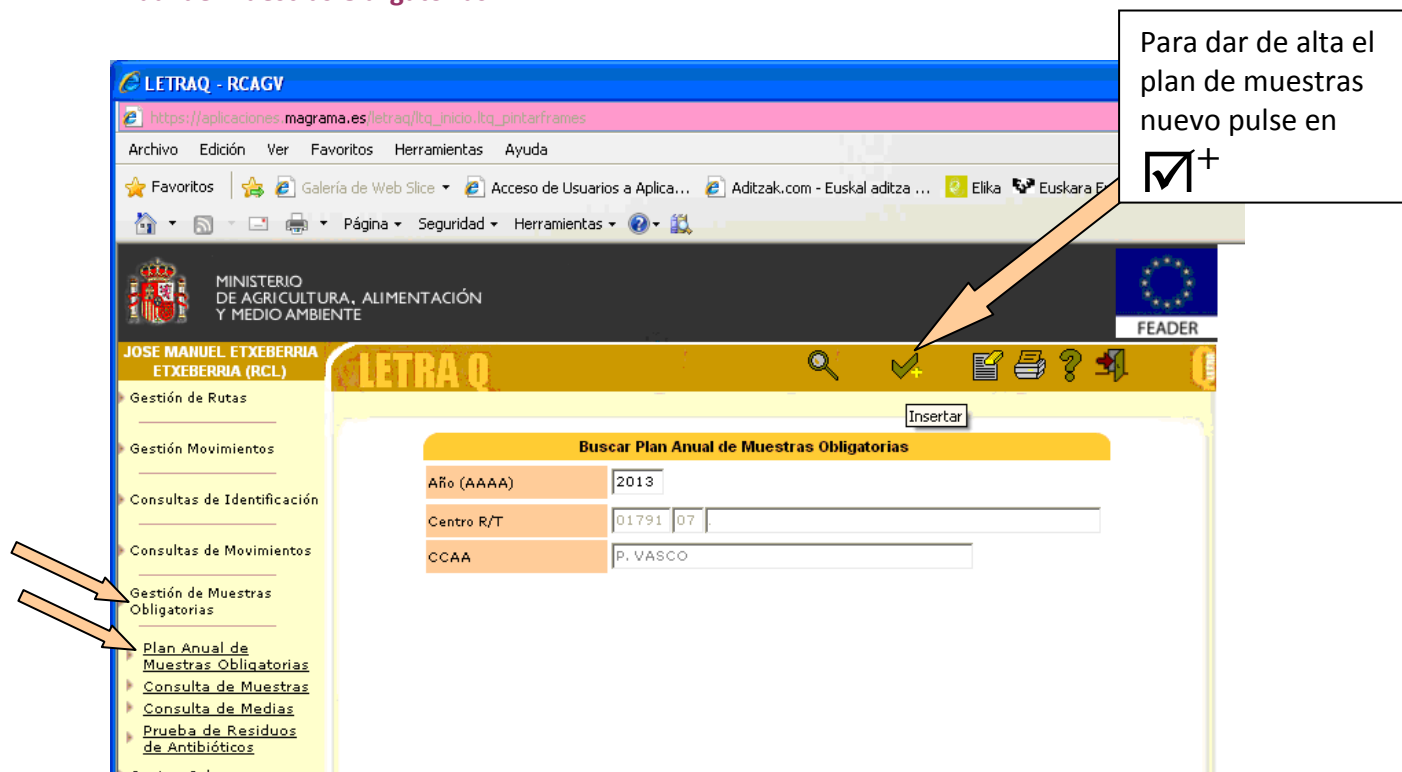 Para dar de alta el
plan de muestras
nuevo pulse en
☑+
LETRAQ - RCAGV
https://aplicaciones.magrama.es/letraq/ltq_inicio.ltq_pintarframes
Archivo Edición Ver Favoritos Herramientas Ayuda
Favoritos Galería de Web Slice Acceso de Usuarios a Aplica... Aditzak.com - Euskal aditza ... Elika Euskara
Página Seguridad Herramientas
MINISTERIO
DE AGRICULTURA, ALIMENTACIÓN
Y MEDIO AMBIENTE
FEADER
JOSE MANUEL ETXEBERRIA
ETXEBERRIA (RCL)
LETRA Q
Insertar
Gestión de Rutas
Gestión Movimientos
Consultas de Identificación
Consultas de Movimientos
Gestión de Muestras
Obligatorias
Plan Anual de
Muestras Obligatorias
Consulta de Muestras
Consulta de Medias
Prueba de Residuos
de Antibióticos
Buscar Plan Anual de Muestras Obligatorias
Año (AAAA) 2013
Centro R/T 01791 07 .
CCAA P. VASCO